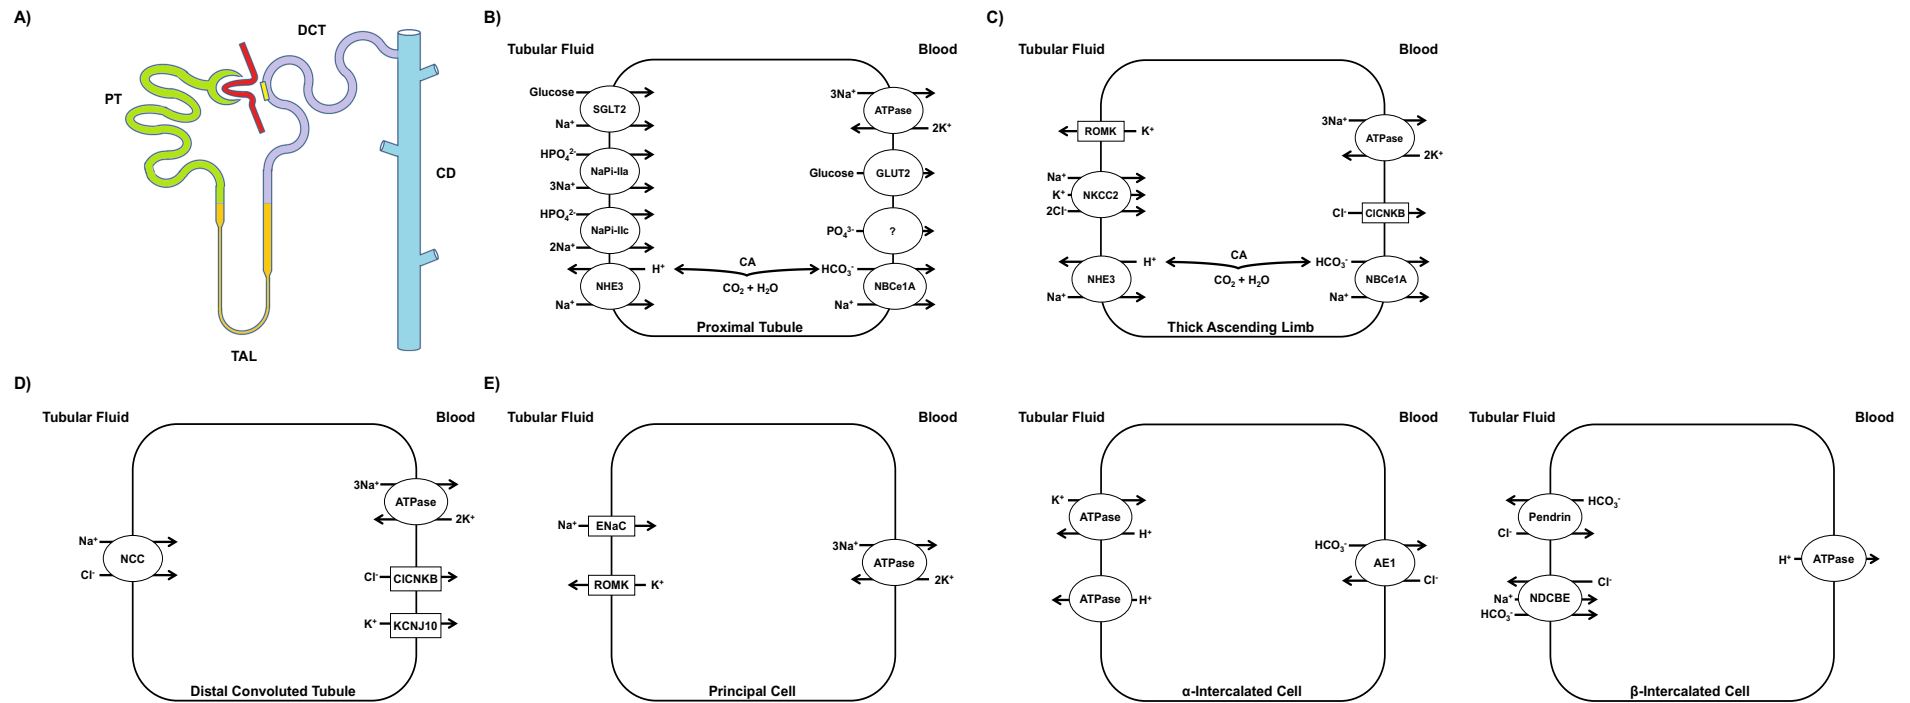 A)
DCT
PT
CD
TAL
B)
Tubular Fluid
Blood
Glucose
SGLT2
Na⁺
HPO₄²⁻
NaPi-IIa
3Na⁺
HPO₄²⁻
NaPi-IIc
2Na⁺
H⁺
NHE3
Na⁺
CA
CO₂ + H₂O
3Na⁺
ATPase
2K⁺
Glucose
GLUT2
PO₄³⁻
?
HCO₃⁻
NBCe1A
Na⁺
Proximal Tubule
C)
Tubular Fluid
Blood
ROMK
K⁺
Na⁺
K⁺
NKCC2
2Cl⁻
H⁺
NHE3
Na⁺
CA
CO₂ + H₂O
3Na⁺
ATPase
2K⁺
Cl⁻
ClCNKB
HCO₃⁻
NBCe1A
Na⁺
Thick Ascending Limb
D)
Tubular Fluid
Blood
Na⁺
NCC
Cl⁻
3Na⁺
ATPase
2K⁺
Cl⁻
ClCNKB
K⁺
KCNJ10
Distal Convoluted Tubule
E)
Tubular Fluid
Blood
Na⁺
ENaC
ROMK
K⁺
3Na⁺
ATPase
2K⁺
Principal Cell
Tubular Fluid
Blood
K⁺
ATPase
H⁺
ATPase
H⁺
HCO₃⁻
AE1
Cl⁻
α-Intercalated Cell
Tubular Fluid
Blood
HCO₃⁻
Pendrin
Cl⁻
Cl⁻
Na⁺
NDCBE
HCO₃⁻
H⁺
ATPase
β-Intercalated Cell